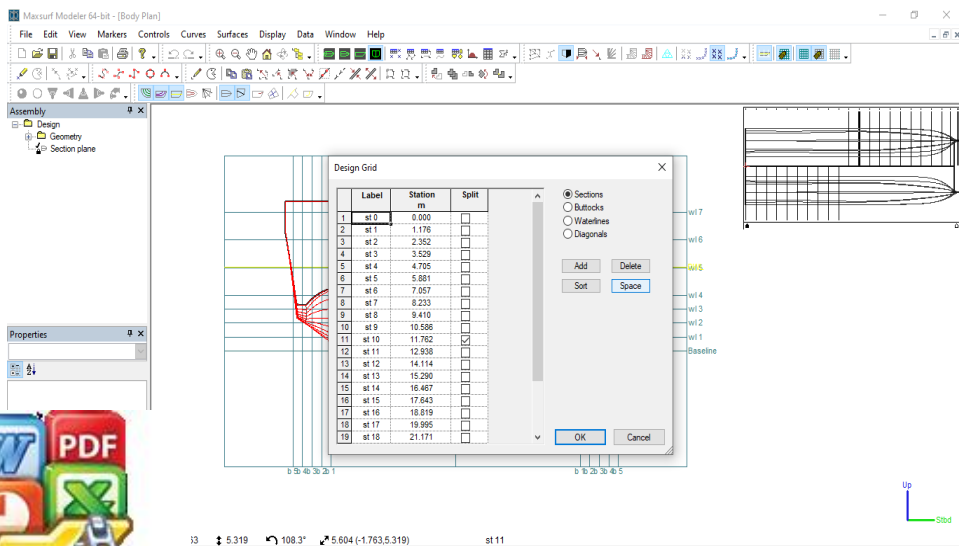 Maxsurf Modeler 64-bit - [Body Plan]
File Edit View Markers Controls Curves Surfaces Display Data Window Help
Assembly
Design
Geometry
Section plane
Properties
Design Grid
Label Station m Split
1 st 0 0.000
2 st 1 1.176
3 st 2 2.352
4 st 3 3.529
5 st 4 4.705
6 st 5 5.881
7 st 6 7.057
8 st 7 8.233
9 st 8 9.410
10 st 9 10.586
11 st 10 11.762
12 st 11 12.938
13 st 12 14.114
14 st 13 15.290
15 st 14 16.467
16 st 15 17.643
17 st 16 18.819
18 st 17 19.995
19 st 18 21.171
Sections
Buttocks
Waterlines
Diagonals
Add Delete
Sort Space
OK Cancel
wl 7
wl 6
wl 5
wl 4
wl 3
wl 2
wl 1
Baseline
b 5b 4b 3b 2b 1
b 1b 2b 3b 4b 5
Up
Stbd
W PDF
X
5.319 108.3° 5.604 (-1.763,5.319) st 11